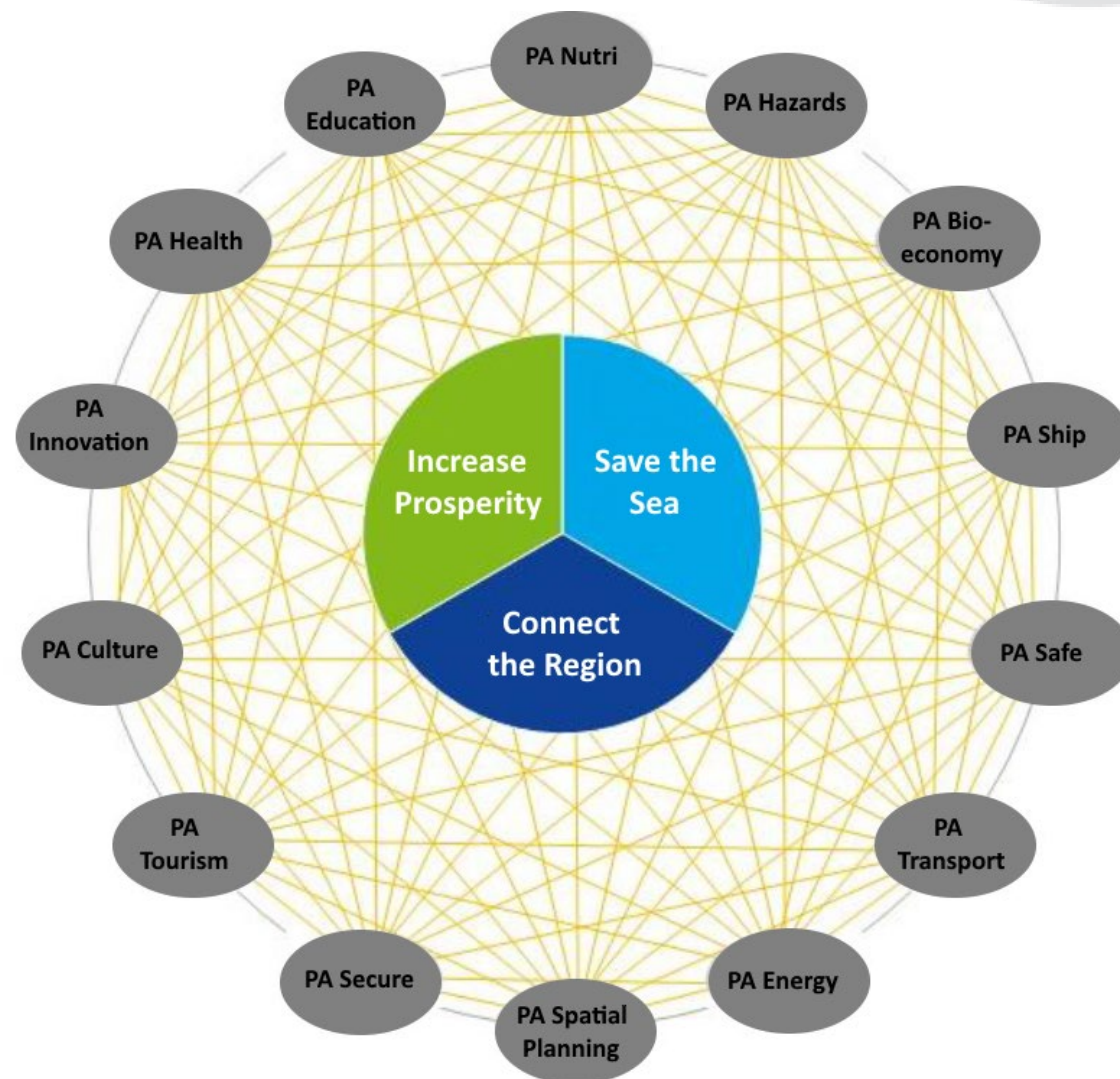 PA Nutri
PA
Education
PA Hazards
PA Health
PA Bio-
economy
PA
Innovation
PA Ship
Increase
Prosperity
Save the
Sea
Connect
the Region
PA Culture
PA Safe
PA
Tourism
PA
Transport
PA Secure
PA Energy
PA Spatial
Planning